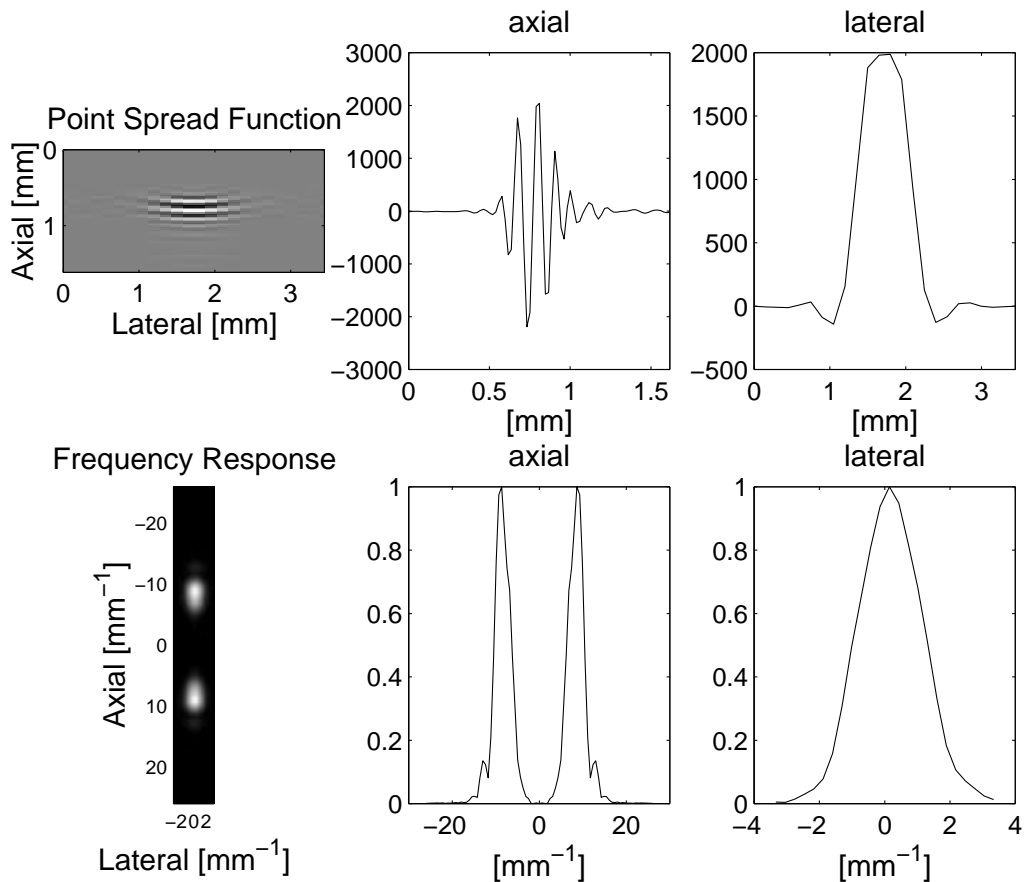 Point Spread Function
0
1
Axial [mm]
0 1 2 3
Lateral [mm]
axial
3000
2000
1000
0
−1000
−2000
−3000
0 0.5 1 1.5
[mm]
lateral
2000
1500
1000
500
0
−500
0 1 2 3
[mm]
Frequency Response
−20
−10
0
10
20
Axial [mm−1]
−2 0 2
Lateral [mm−1]
axial
1
0.8
0.6
0.4
0.2
0
−20 0 20
[mm−1]
lateral
1
0.8
0.6
0.4
0.2
0
−4 −2 0 2 4
[mm−1]